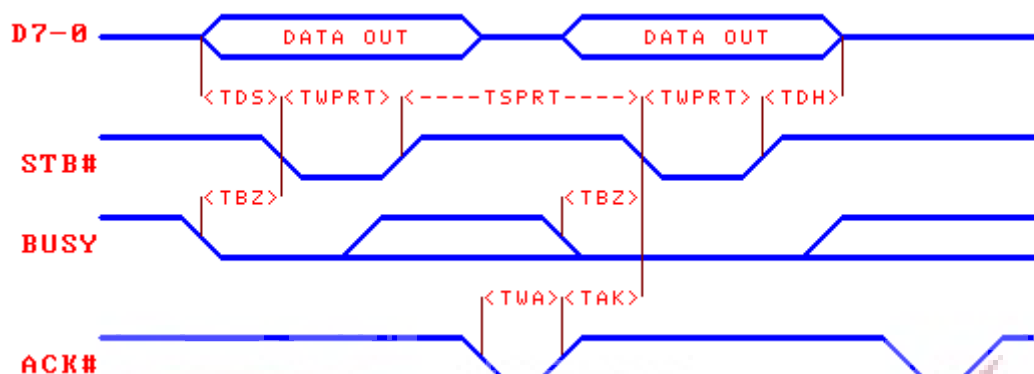 D7-0 DATA OUT DATA OUT
<TDS><TWPRT><----TSPRT----><TWPRT><TDH>
STB#
<TBZ> <TBZ>
BUSY
<TWA><TAK>
ACK#